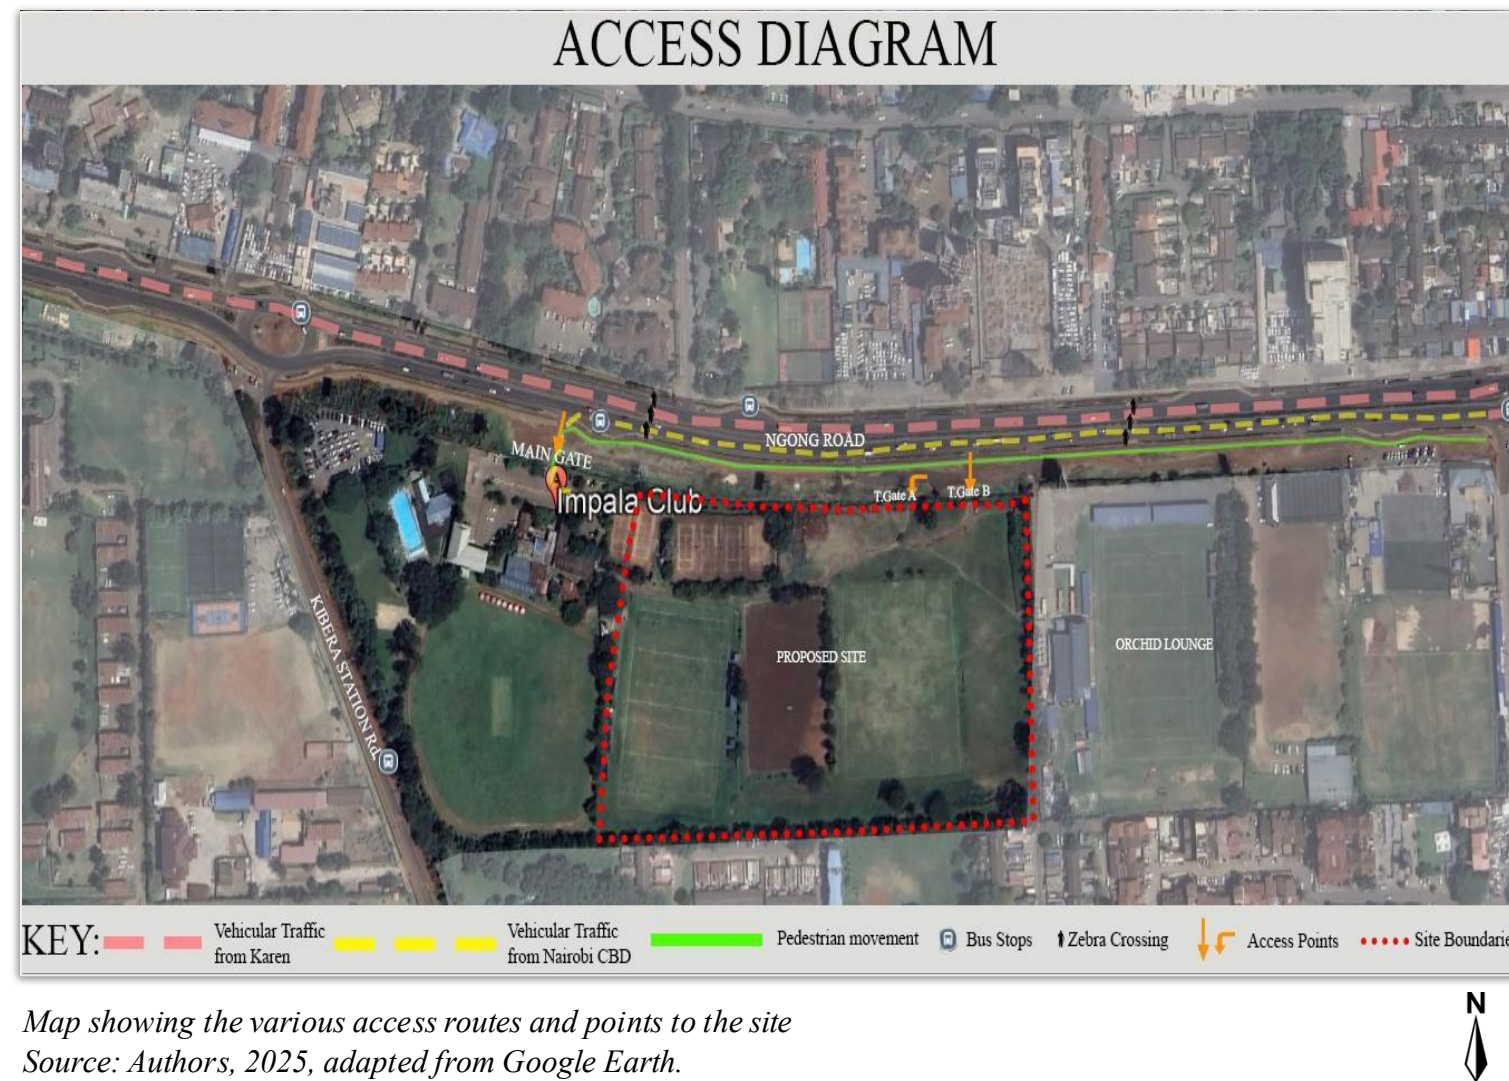 ACCESS DIAGRAM
NGONG ROAD
MAIN GATE
Impala Club
T.Gate A
T.Gate B
KIBERA STATION Rd.
PROPOSED SITE
ORCHID LOUNGE
KEY:
Vehicular Traffic
from Karen
Vehicular Traffic
from Nairobi CBD
Pedestrian movement
Bus Stops
Zebra Crossing
Access Points
Site Boundarie
Map showing the various access routes and points to the site
Source: Authors, 2025, adapted from Google Earth.
N